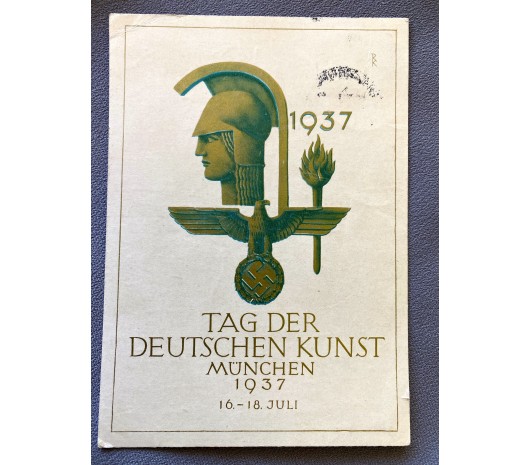 1937
TAG DER
DEUTSCHEN KUNST
MÜNCHEN
1937
16.–18. JULI